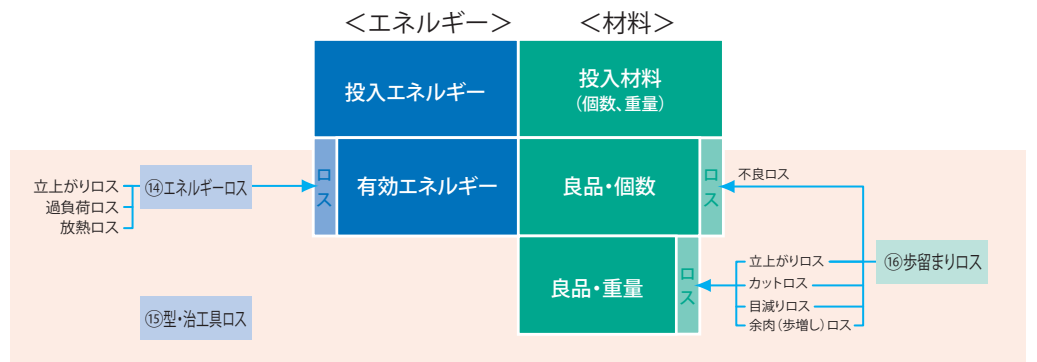 ＜エネルギー＞
＜材料＞
投入エネルギー
投入材料
（個数、重量）
立上がりロス
過負荷ロス
放熱ロス
⑭エネルギーロス
ロス
有効エネルギー
良品・個数
ロス
不良ロス
⑮型・治工具ロス
良品・重量
ロス
立上がりロス
カットロス
目減りロス
余肉（歩増し）ロス
⑯歩留まりロス